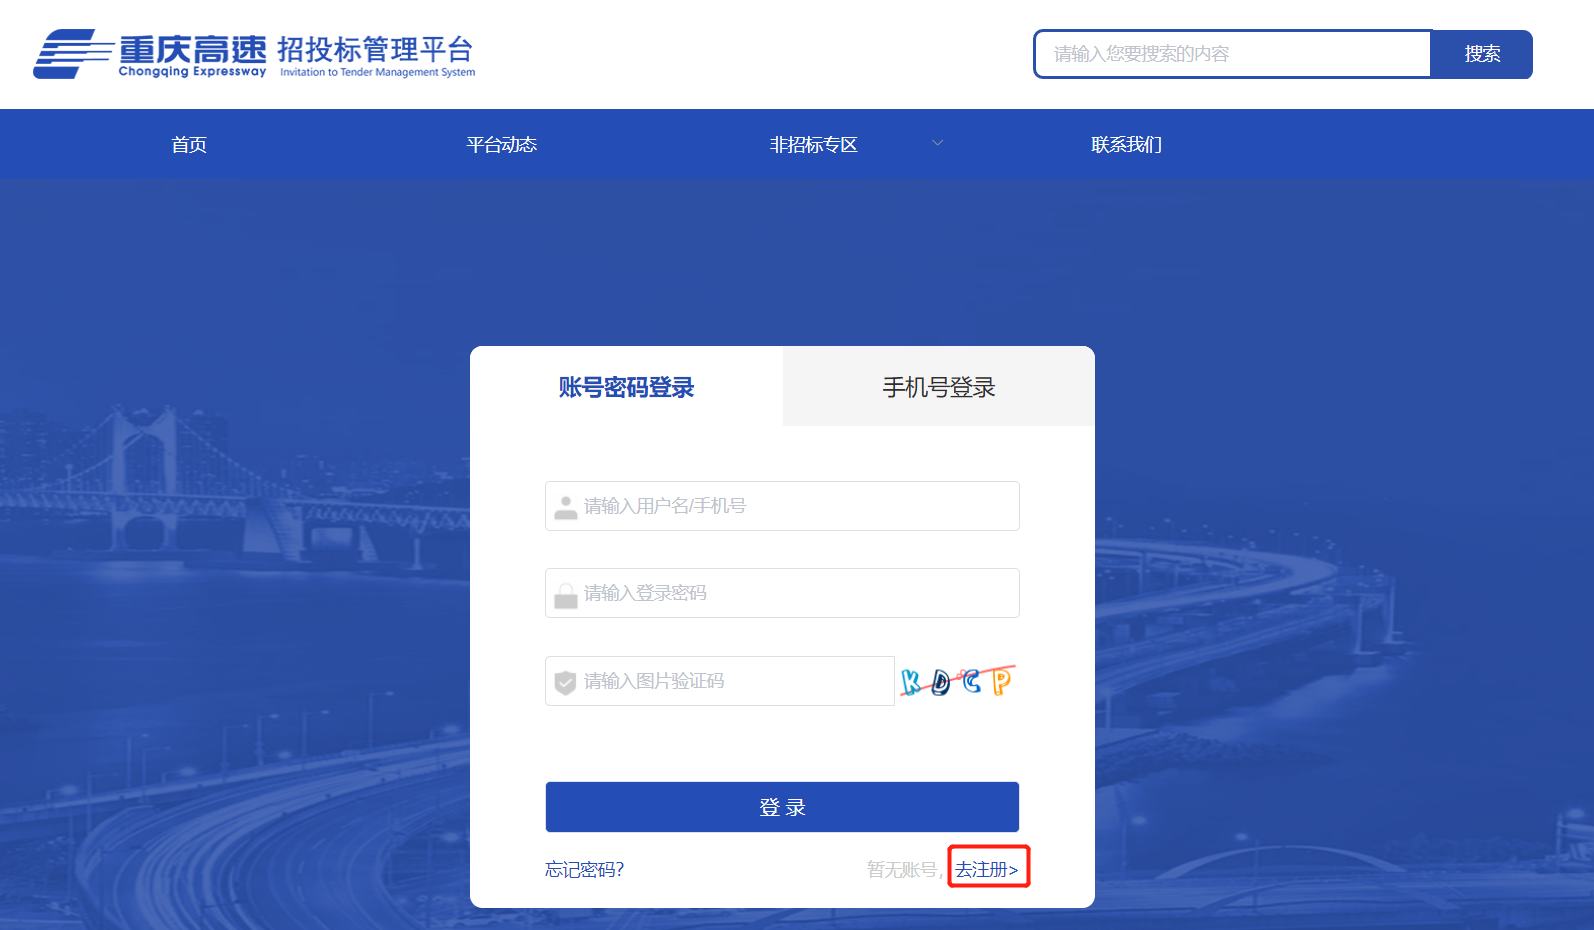 重庆高速 招投标管理平台
Chongqing Expressway Invitation to Tender Management System
请输入您要搜索的内容 搜索
首页 平台动态 非招标专区 联系我们
账号密码登录 手机号登录
请输入用户名/手机号
请输入登录密码
请输入图片验证码 KDCP
登 录
忘记密码? 暂无账号, 去注册>